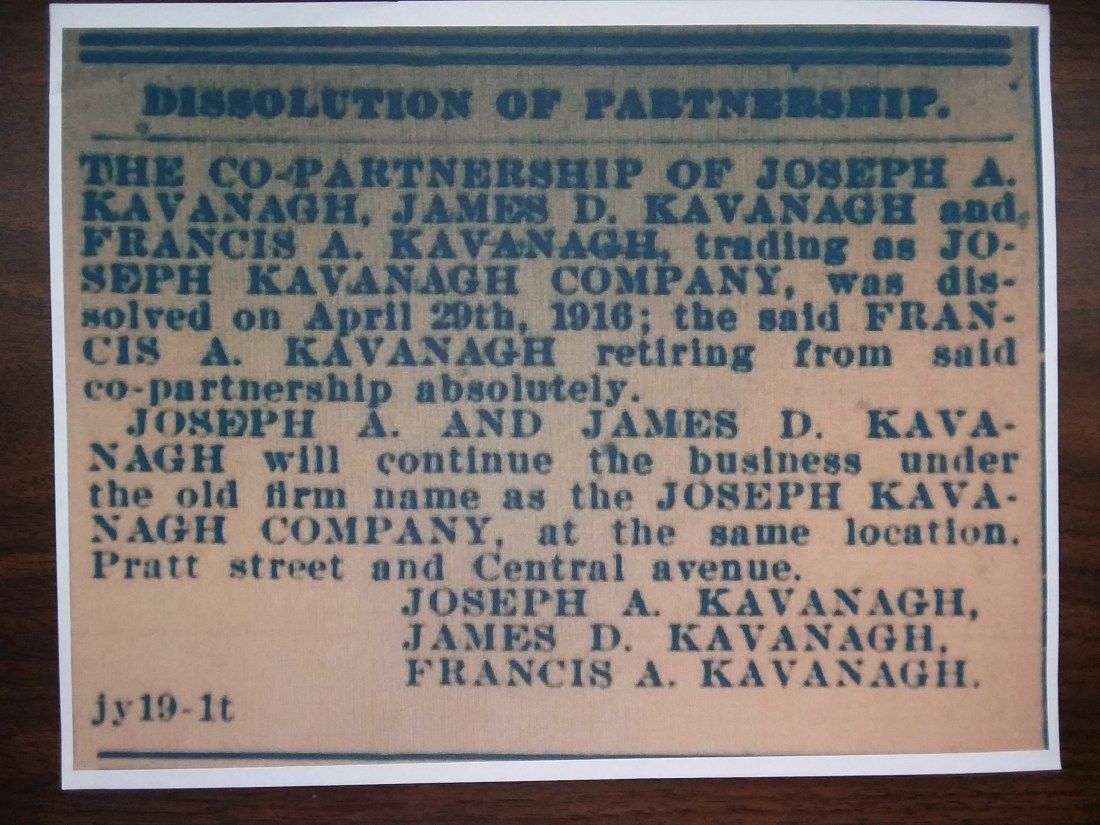 DISSOLUTION OF PARTNERSHIP.
THE CO-PARTNERSHIP OF JOSEPH A.
KAVANAGH, JAMES D. KAVANAGH and
FRANCIS A. KAVANAGH, trading as JO-
SEPH KAVANAGH COMPANY, was dis-
solved on April 29th, 1916; the said FRAN-
CIS A. KAVANAGH retiring from said
co-partnership absolutely.
JOSEPH A. AND JAMES D. KAVA-
NAGH will continue the business under
the old firm name as the JOSEPH KAVA-
NAGH COMPANY, at the same location,
Pratt street and Central avenue.
JOSEPH A. KAVANAGH,
JAMES D. KAVANAGH,
FRANCIS A. KAVANAGH.
jy19-1t